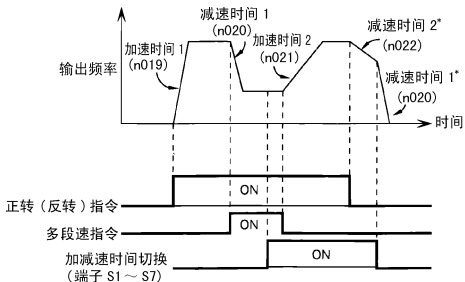 减速时间 1
(n020)
加速时间 1
(n019)
加速时间 2
(n021)
减速时间 2*
(n022)
减速时间 1*
(n020)
输出频率
时间
正转（反转）指令
ON
多段速指令
ON
加减速时间切换
(端子 S1～ S7)
ON